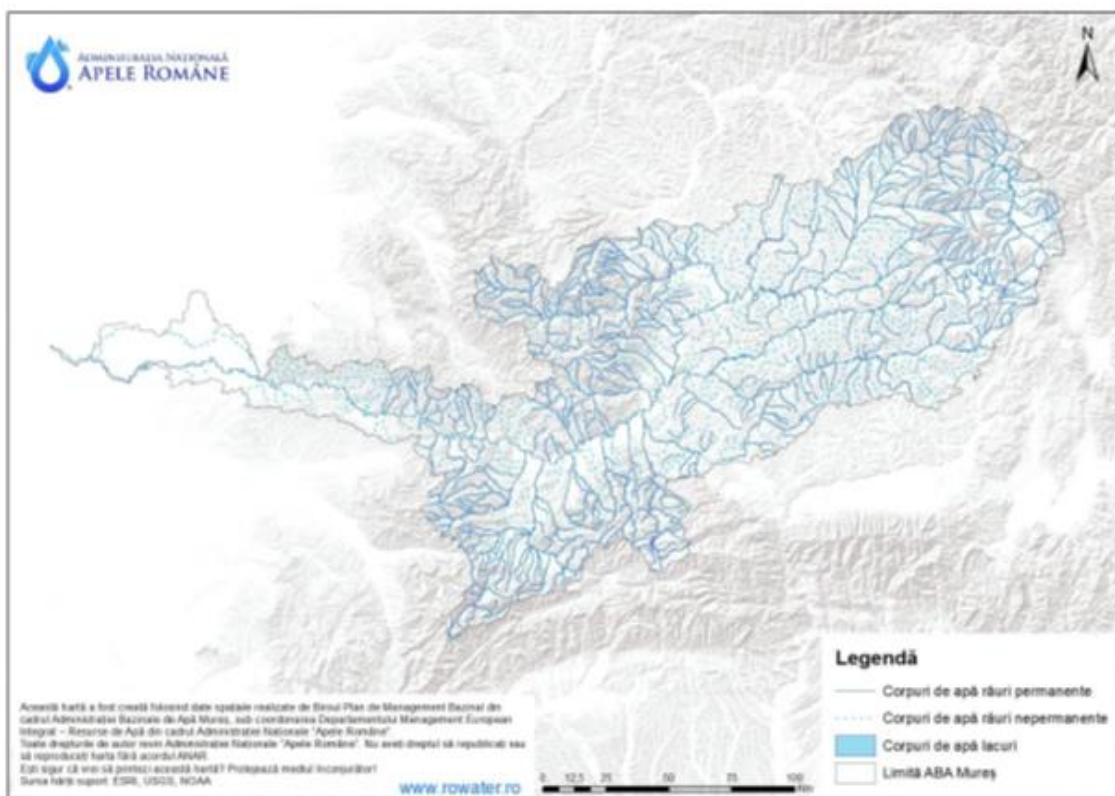 ADMINISTRAȚIA NAȚIONALĂ
APELE ROMÂNE
N
Legendă
Corpuri de apă râuri permanente
Corpuri de apă râuri nepermanente
Corpuri de apă lacuri
Limită ABA Mureș
Această hartă a fost creată folosind date spațiale realizate de Biroul Plan de Management Bazinal din
cadrul Administrației Bazinale de Apă Mureș, sub coordonarea Departamentului Management European
Integrat – Resurse de Apă din cadrul Administrației Naționale "Apele Române".
Toate drepturile de autor revin Administrației Naționale "Apele Române". Nu aveți dreptul să republicați sau
să reproduceți harta fără acordul ANAR.
Ești sigur că vrei să printezi această hartă? Protejează mediul înconjurător!
Sursa hărții suport: ESRI, USGS, NOAA
www.rowater.ro
0 12,5 25 50 75 100
Km